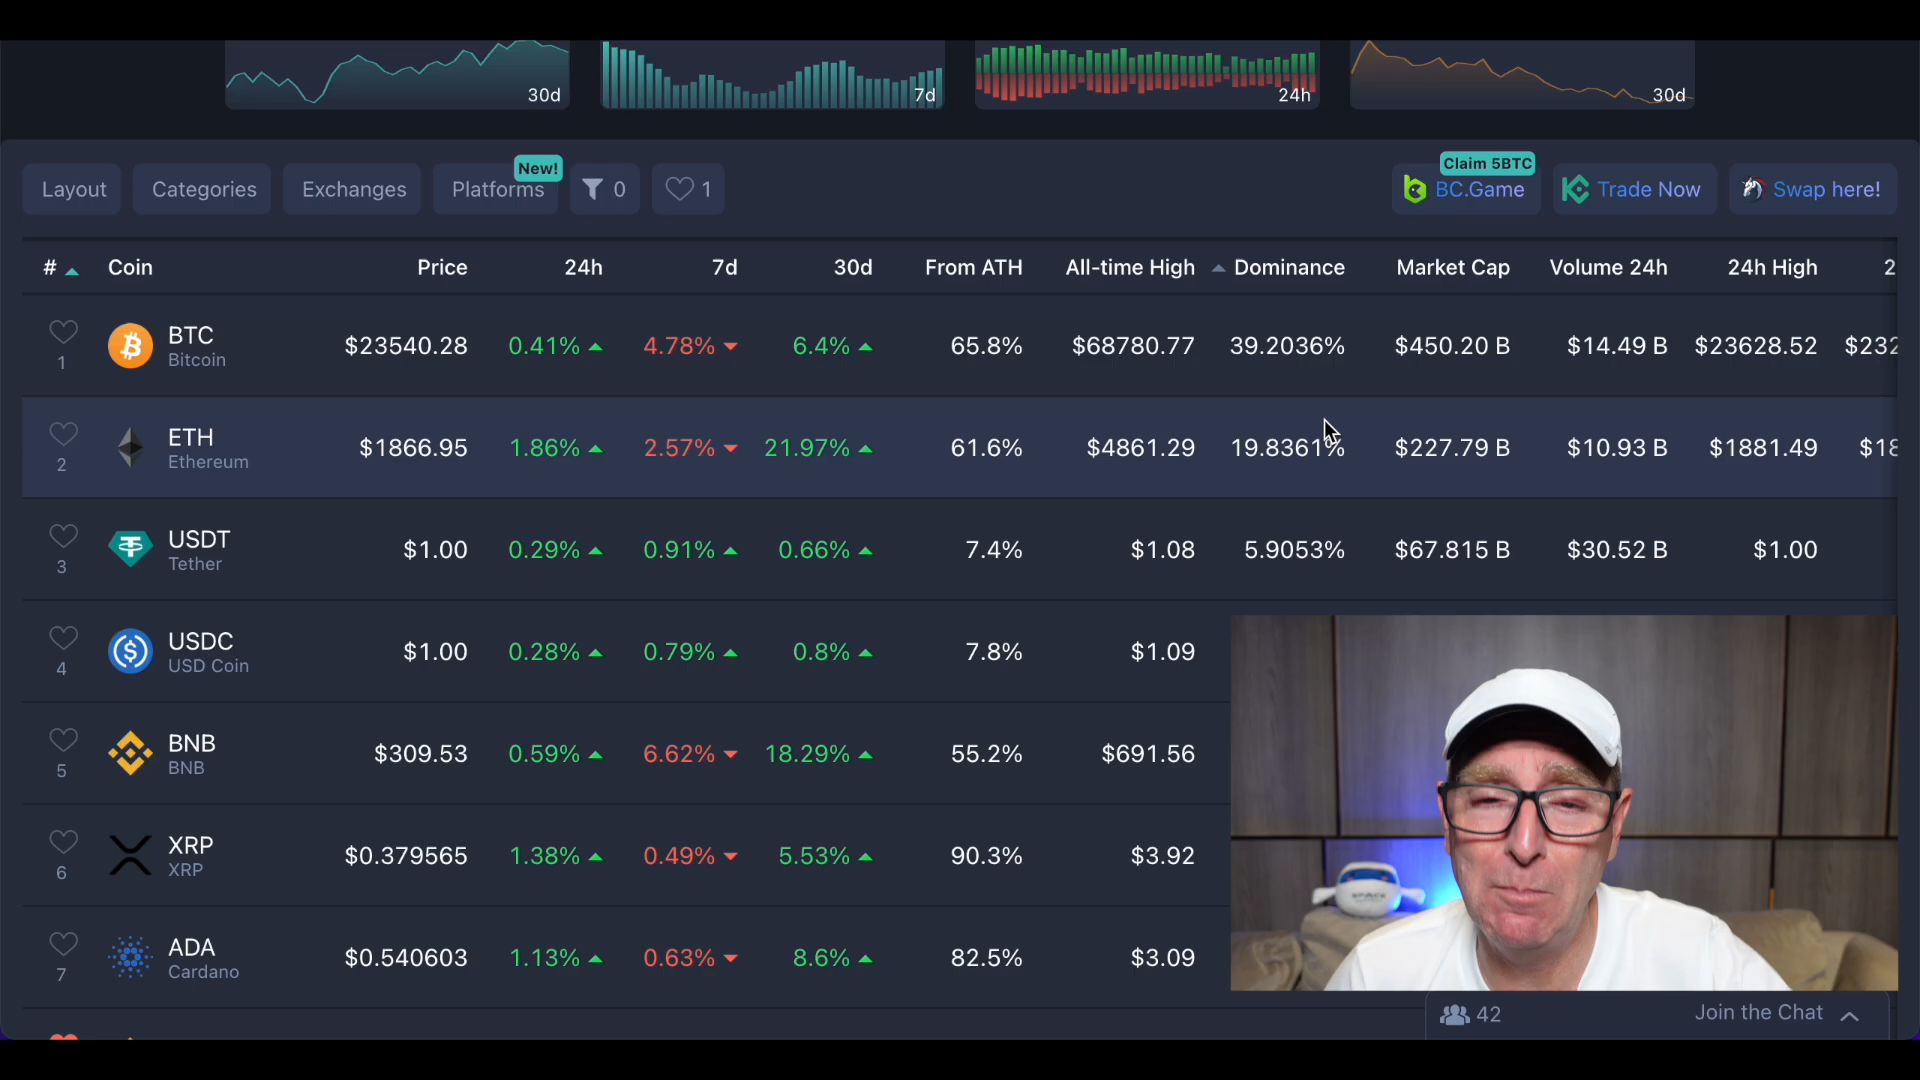 30d
7d
24h
30d
New!
Claim 5BTC
Layout
Categories
Exchanges
Platforms
0
1
BC.Game
Trade Now
Swap here!
# Coin Price 24h 7d 30d From ATH All-time High Dominance Market Cap Volume 24h 24h High 2
1 BTC Bitcoin $23540.28 0.41% 4.78% 6.4% 65.8% $68780.77 39.2036% $450.20 B $14.49 B $23628.52 $232
2 ETH Ethereum $1866.95 1.86% 2.57% 21.97% 61.6% $4861.29 19.8361% $227.79 B $10.93 B $1881.49 $18
3 USDT Tether $1.00 0.29% 0.91% 0.66% 7.4% $1.08 5.9053% $67.815 B $30.52 B $1.00
4 USDC USD Coin $1.00 0.28% 0.79% 0.8% 7.8% $1.09
5 BNB BNB $309.53 0.59% 6.62% 18.29% 55.2% $691.56
6 XRP XRP $0.379565 1.38% 0.49% 5.53% 90.3% $3.92
7 ADA Cardano $0.540603 1.13% 0.63% 8.6% 82.5% $3.09
SPACE
42
Join the Chat